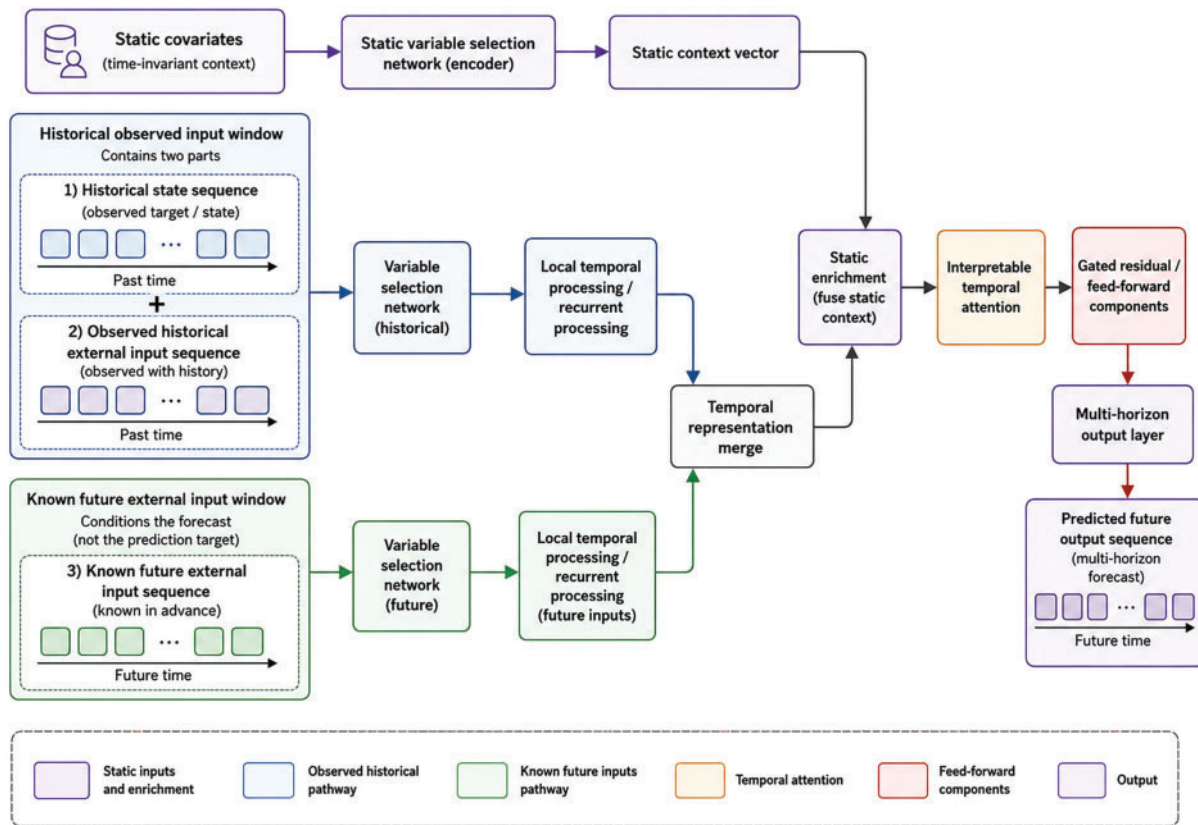 Static covariates
(time-invariant context)
Static variable selection
network (encoder)
Static context vector
Historical observed input window
Contains two parts
1) Historical state sequence
(observed target / state)
...
Past time
+
2) Observed historical
external input sequence
(observed with history)
...
Past time
Variable
selection
network
(historical)
Local temporal
processing /
recurrent
processing
Static
enrichment
(fuse static
context)
Interpretable
temporal
attention
Gated residual /
feed-forward
components
Temporal
representation
merge
Multi-horizon
output layer
Known future external input window
Conditions the forecast
(not the prediction target)
3) Known future external
input sequence
(known in advance)
...
Future time
Variable
selection
network
(future)
Local temporal
processing /
recurrent
processing
(future inputs)
Predicted future
output sequence
(multi-horizon
forecast)
...
Future time
Static inputs
and enrichment
Observed historical
pathway
Known future inputs
pathway
Temporal attention
Feed-forward
components
Output